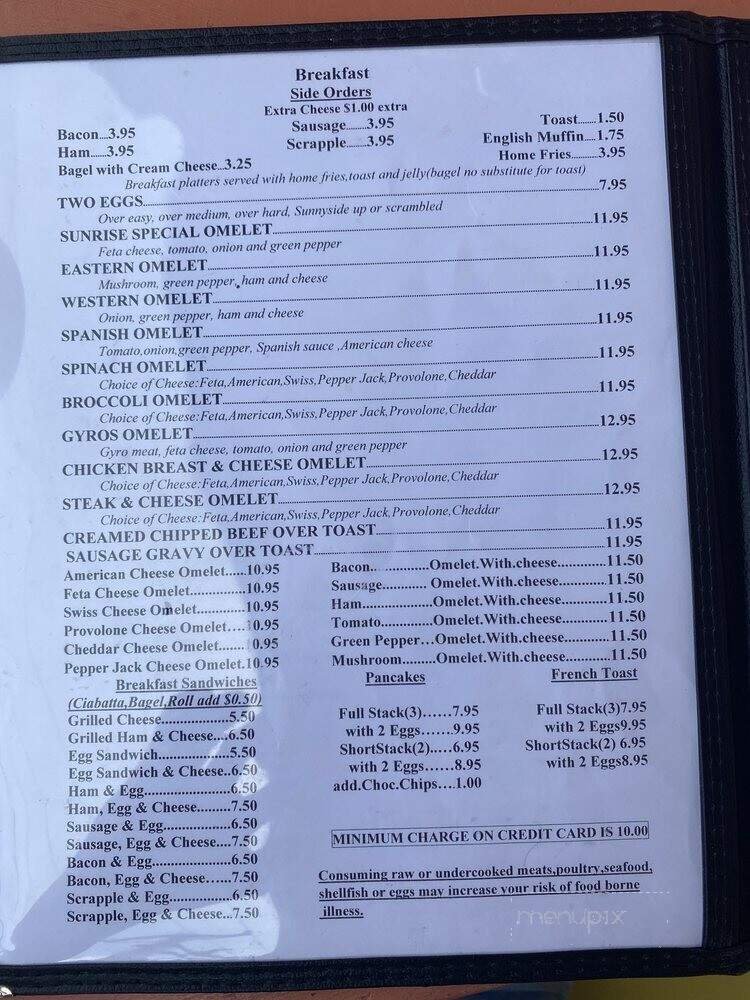 Breakfast
Side Orders
Extra Cheese $1.00 extra
Bacon....3.95 Sausage........3.95 Toast.......1.50
Ham......3.95 Scrapple.......3.95 English Muffin....1.75
Bagel with Cream Cheese..3.25 Home Fries.........3.95
Breakfast platters served with home fries,toast and jelly(bagel no substitute for toast)
TWO EGGS....................7.95
Over easy, over medium, over hard, Sunnyside up or scrambled
SUNRISE SPECIAL OMELET....................11.95
Feta cheese, tomato, onion and green pepper
EASTERN OMELET....................11.95
Mushroom, green pepper, ham and cheese
WESTERN OMELET....................11.95
Onion, green pepper, ham and cheese
SPANISH OMELET....................11.95
Tomato,onion,green pepper, Spanish sauce ,American cheese
SPINACH OMELET....................11.95
Choice of Cheese:Feta,American,Swiss,Pepper Jack,Provolone,Cheddar
BROCCOLI OMELET....................11.95
Choice of Cheese:Feta,American,Swiss,Pepper Jack,Provolone,Cheddar
GYROS OMELET....................12.95
Gyro meat, feta cheese, tomato, onion and green pepper
CHICKEN BREAST & CHEESE OMELET....................12.95
Choice of Cheese:Feta,American,Swiss,Pepper Jack,Provolone,Cheddar
STEAK & CHEESE OMELET....................12.95
Choice of Cheese:Feta,American,Swiss,Pepper Jack,Provolone,Cheddar
CREAMED CHIPPED BEEF OVER TOAST....................11.95
SAUSAGE GRAVY OVER TOAST....................11.95
American Cheese Omelet.....10.95
Feta Cheese Omelet..............10.95
Swiss Cheese Omelet.............10.95
Provolone Cheese Omelet....10.95
Cheddar Cheese Omelet.......10.95
Pepper Jack Cheese Omelet.10.95
Bacon.. .............Omelet.With.cheese............11.50
Sausage........... Omelet.With.cheese............11.50
Ham..................Omelet.With.cheese............11.50
Tomato.............Omelet.With.cheese............11.50
Green Pepper...Omelet.With.cheese............11.50
Mushroom.........Omelet.With.cheese............11.50
Breakfast Sandwiches
(Ciabatta,Bagel,Roll add $0.50)
Grilled Cheese.................5.50
Grilled Ham & Cheese....6.50
Egg Sandwich..................5.50
Egg Sandwich & Cheese..6.50
Ham & Egg......................6.50
Ham, Egg & Cheese.........7.50
Sausage & Egg.................6.50
Sausage, Egg & Cheese....7.50
Bacon & Egg....................6.50
Bacon, Egg & Cheese......7.50
Scrapple & Egg.................6.50
Scrapple, Egg & Cheese...7.50
Pancakes
Full Stack(3)......7.95
with 2 Eggs.......9.95
ShortStack(2).....6.95
with 2 Eggs......8.95
add.Choc.Chips....1.00
French Toast
Full Stack(3)7.95
with 2 Eggs9.95
ShortStack(2) 6.95
with 2 Eggs8.95
MINIMUM CHARGE ON CREDIT CARD IS 10.00
Consuming raw or undercooked meats,poultry,seafood,
shellfish or eggs may increase your risk of food borne
illness.
menupix